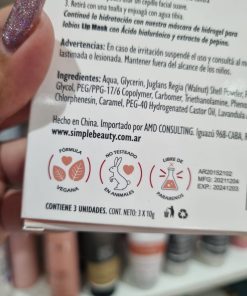 3. Retirá con una toalla y enjuagá con agua tibia.
Continuá la hidratación con nuestra máscara de hidrogel para
labios Lip Mask con Ácido hialurónico y extracto de pepino.
Advertencias: En caso de irritación suspendé el uso y consultá al m
lastimada o lesionada. Mantener fuera del alcance de los niños.
Ingredientes: Aqua, Glycerin, Juglans Regia (Walnut) Shell Powder,
Glycol, PEG/PPG-17/6 Copolymer, Carbomer, Triethanolamine, Phen
Chlorphenesin, Caramel, PEG-40 Hydrogenated Castor Oil, Lavandula
Hecho en China. Importado por AMD CONSULTING. Iguazú 96B-CABA.
www.simplebeauty.com.ar
FÓRMULA
VEGANA
NO TESTEADO
EN ANIMALES
LIBRE DE
PARABENOS
AR20152102
MFG: 20211204
EXP: 20241203
CONTIENE 3 UNIDADES. CONT. NETO: 3 X 10g